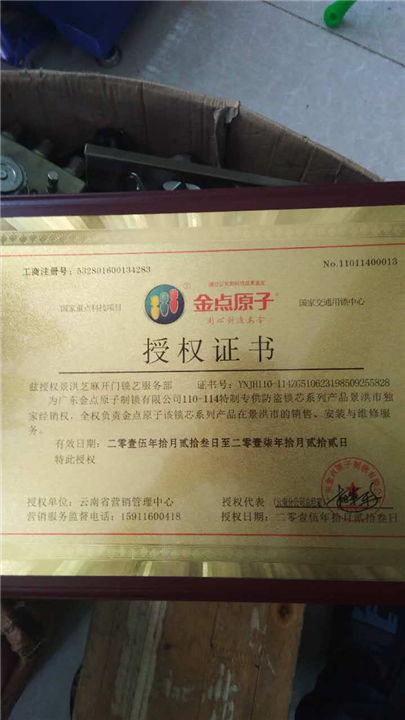 工商注册号：532801600134283
No.11011400013
国家重点科技项目
金点原子
用心创造安全
国家交通用锁中心
授权证书
兹授权景洪芝麻开门锁艺服务部 证书号：YNJH110-114ZG510623198509255828
为广东金点原子制锁有限公司110-114特制专供防盗锁芯系列产品景洪市独
家经销权，全权负责金点原子该锁芯系列产品在景洪市的销售、安装与维修服
务。
有效日期：二零壹伍年拾月贰拾叁日至二零壹柒年拾月贰拾贰日
特此授权
授权单位：云南省营销管理中心
授权代表
营销服务监督电话：15911600418
授权日期：二零壹伍年拾月贰拾叁日